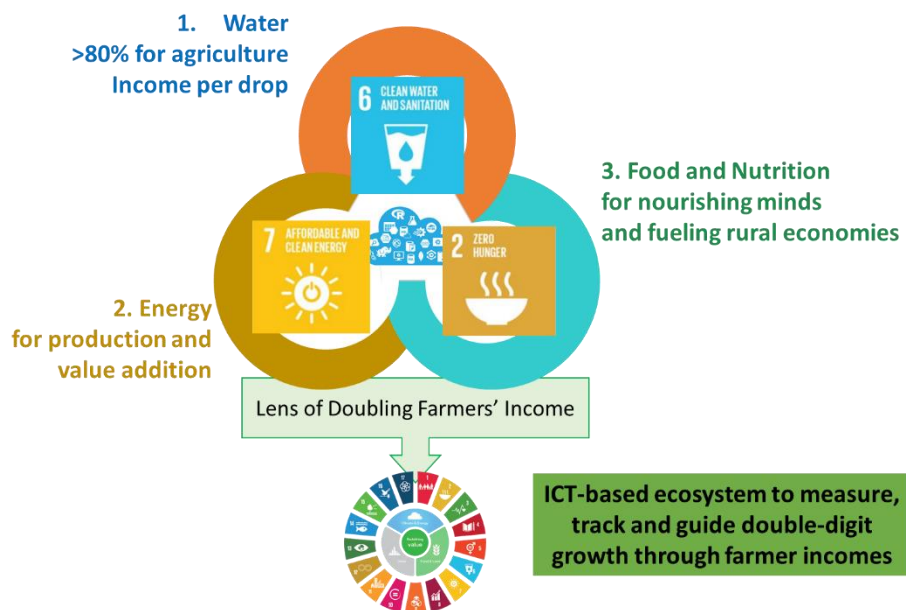 1. Water
>80% for agriculture
Income per drop
6 CLEAN WATER
AND SANITATION
3. Food and Nutrition
for nourishing minds
and fueling rural economies
7 AFFORDABLE AND
CLEAN ENERGY
2 ZERO
HUNGER
R
2. Energy
for production and
value addition
Lens of Doubling Farmers’ Income
ICT-based ecosystem to measure,
track and guide double-digit
growth through farmer incomes
value